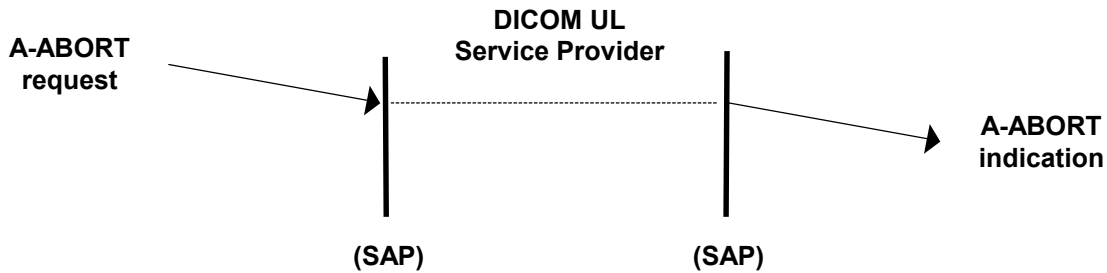 DICOM UL
Service Provider
A-ABORT
request
A-ABORT
indication
(SAP)
(SAP)